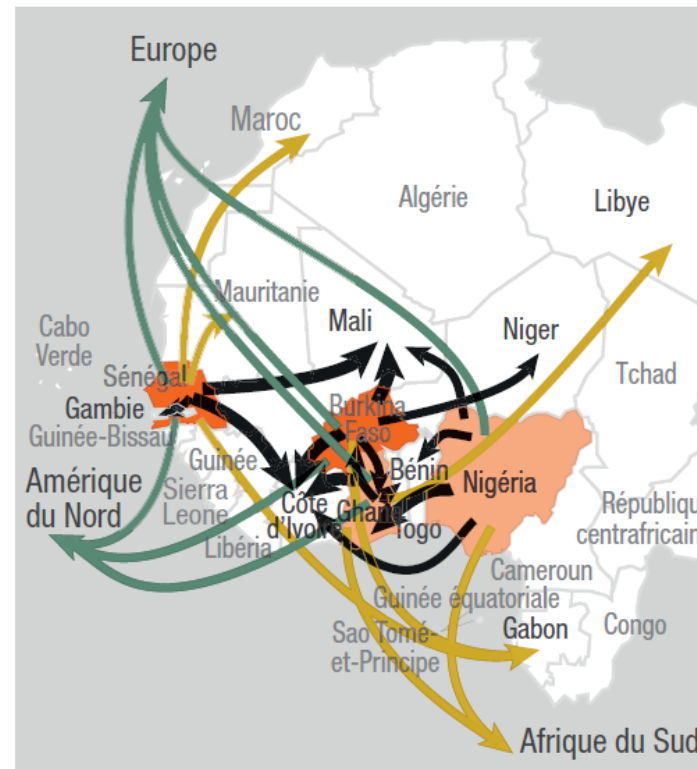 Europe
Maroc
Algérie
Libye
Mauritanie
Mali
Niger
Cabo
Verde
Tchad
Sénégal
Gambie
Guinée-Bissau
Burkina
Faso
Bénin
Nigéria
Guinée
Amérique
du Nord
Sierra
Leone
Côte
d'Ivoire
Ghana
Togo
Libéria
Républiqu
centrafricain
Cameroun
Guinée équatoriale
Gabon
Congo
Sao Tomé-
et-Principe
Afrique du Sud